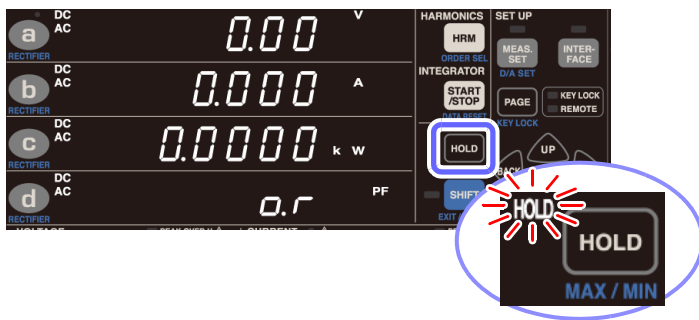 DC
AC
a
RECTIFIER
0.00
V
DC
AC
b
RECTIFIER
0.000
A
DC
AC
c
RECTIFIER
0.0000
k W
DC
AC
d
RECTIFIER
o.r
PF
HARMONICS
HRM
ORDER SEL
INTEGRATOR
START
/STOP
DATA RESET
HOLD
SHIFT
EXIT
SET UP
MEAS.
SET
D/A SET
INTER-
FACE
PAGE
KEY LOCK
KEY LOCK
REMOTE
UP
BACK
HOLD
HOLD
MAX / MIN